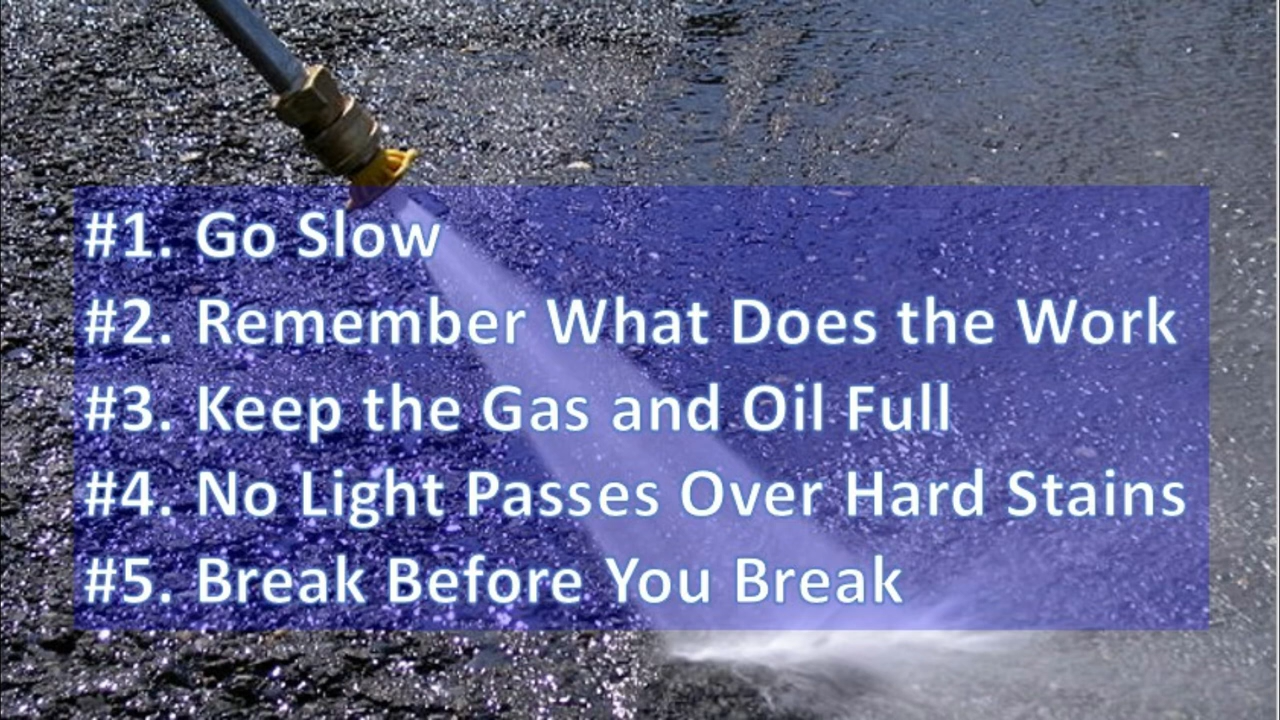 #1. Go Slow
#2. Remember What Does the Work
#3. Keep the Gas and Oil Full
#4. No Light Passes Over Hard Stains
#5. Break Before You Break